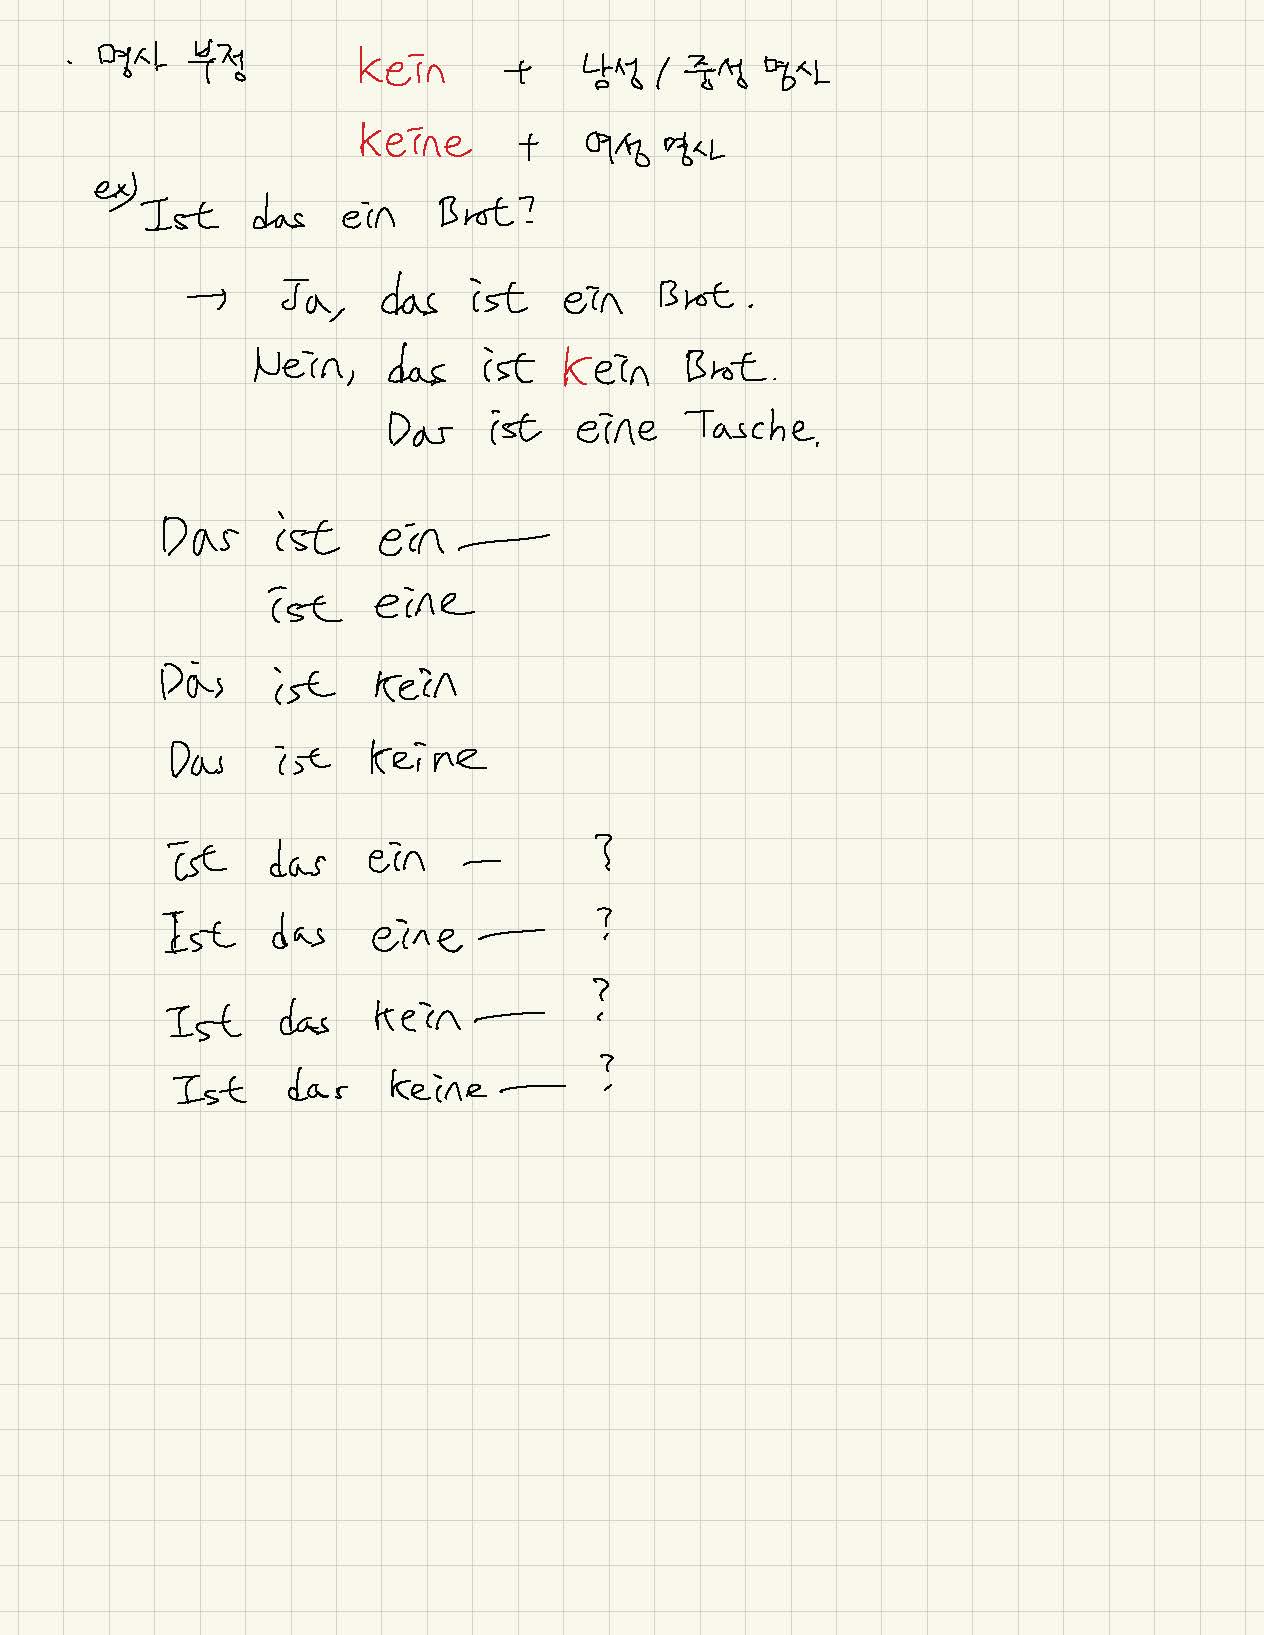 · 명사 부정 kein + 남성 / 중성 명사
keine + 여성 명사
ex) Ist das ein Brot?
→ Ja, das ist ein Brot.
Nein, das ist kein Brot.
Das ist eine Tasche.
Das ist ein —
ist eine
Das ist kein
Das ist keine
ist das ein — ?
Ist das eine — ?
Ist das kein — ?
Ist das keine — ?